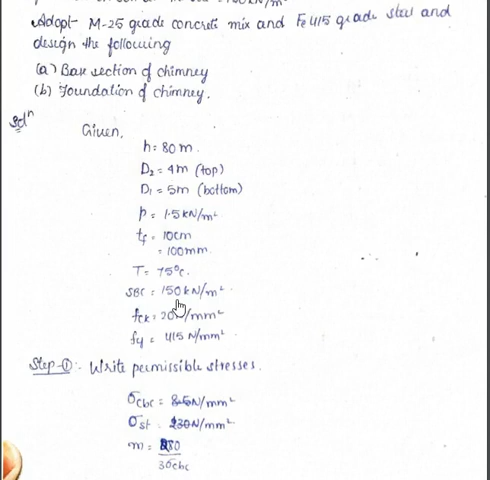 Adopt M-25 grade concrete mix and Fe 415 grade steel and
design the following
(a) Base section of chimney
(b) Foundation of chimney.
Soln
Given,
h = 80 m.
D2 = 4m (top)
D1 = 5m (bottom)
p = 1.5 kN/m²
tf = 10cm
= 100mm.
T = 75°C.
SBC = 150 kN/m²
fck = 20 N/mm²
fy = 415 N/mm²
Step-① :- Write permissible stresses.
σcbc = 8.5N/mm²
σst = 230N/mm²
m = 280
3σcbc